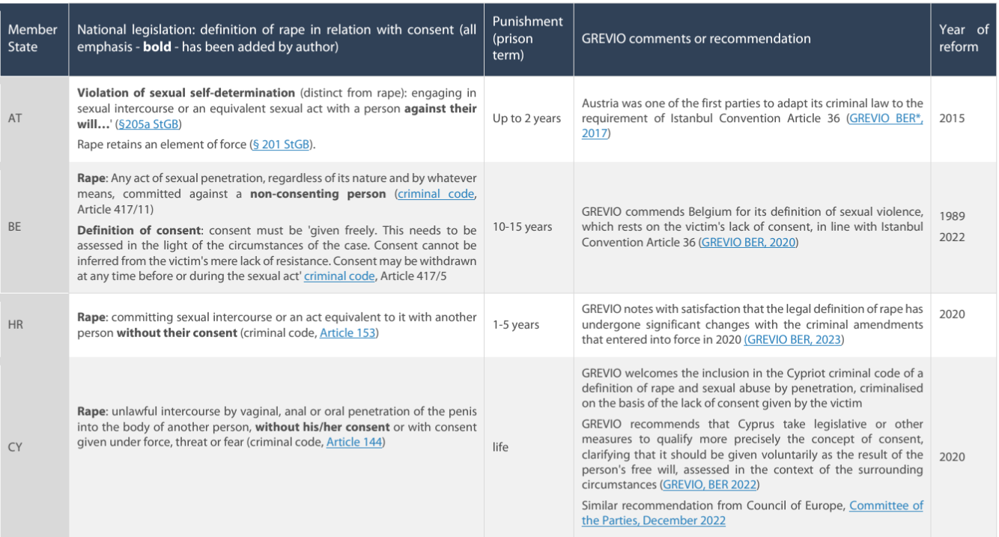 Member
State
National legislation: definition of rape in relation with consent (all
emphasis - bold - has been added by author)
Punishment
(prison
term)
GREVIO comments or recommendation
Year of
reform
AT
Violation of sexual self-determination (distinct from rape): engaging in
sexual intercourse or an equivalent sexual act with a person against their
will...' (§205a StGB)
Rape retains an element of force (§ 201 StGB).
Up to 2 years
Austria was one of the first parties to adapt its criminal law to the
requirement of Istanbul Convention Article 36 (GREVIO BER*,
2017)
2015
BE
Rape: Any act of sexual penetration, regardless of its nature and by whatever
means, committed against a non-consenting person (criminal code,
Article 417/11)
Definition of consent: consent must be 'given freely. This needs to be
assessed in the light of the circumstances of the case. Consent cannot be
inferred from the victim's mere lack of resistance. Consent may be withdrawn
at any time before or during the sexual act' criminal code, Article 417/5
10-15 years
GREVIO commends Belgium for its definition of sexual violence,
which rests on the victim's lack of consent, in line with Istanbul
Convention Article 36 (GREVIO BER, 2020)
1989
2022
HR
Rape: committing sexual intercourse or an act equivalent to it with another
person without their consent (criminal code, Article 153)
1-5 years
GREVIO notes with satisfaction that the legal definition of rape has
undergone significant changes with the criminal amendments
that entered into force in 2020 (GREVIO BER, 2023)
2020
CY
Rape: unlawful intercourse by vaginal, anal or oral penetration of the penis
into the body of another person, without his/her consent or with consent
given under force, threat or fear (criminal code, Article 144)
life
GREVIO welcomes the inclusion in the Cypriot criminal code of a
definition of rape and sexual abuse by penetration, criminalised
on the basis of the lack of consent given by the victim
GREVIO recommends that Cyprus take legislative or other
measures to qualify more precisely the concept of consent,
clarifying that it should be given voluntarily as the result of the
person's free will, assessed in the context of the surrounding
circumstances (GREVIO, BER 2022)
Similar recommendation from Council of Europe, Committee of
the Parties, December 2022
2020